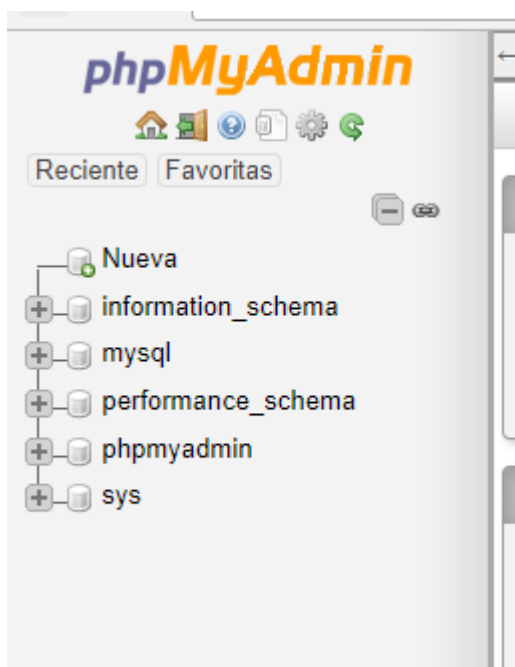 phpMyAdmin
Reciente Favoritas
Nueva
information_schema
mysql
performance_schema
phpmyadmin
sys